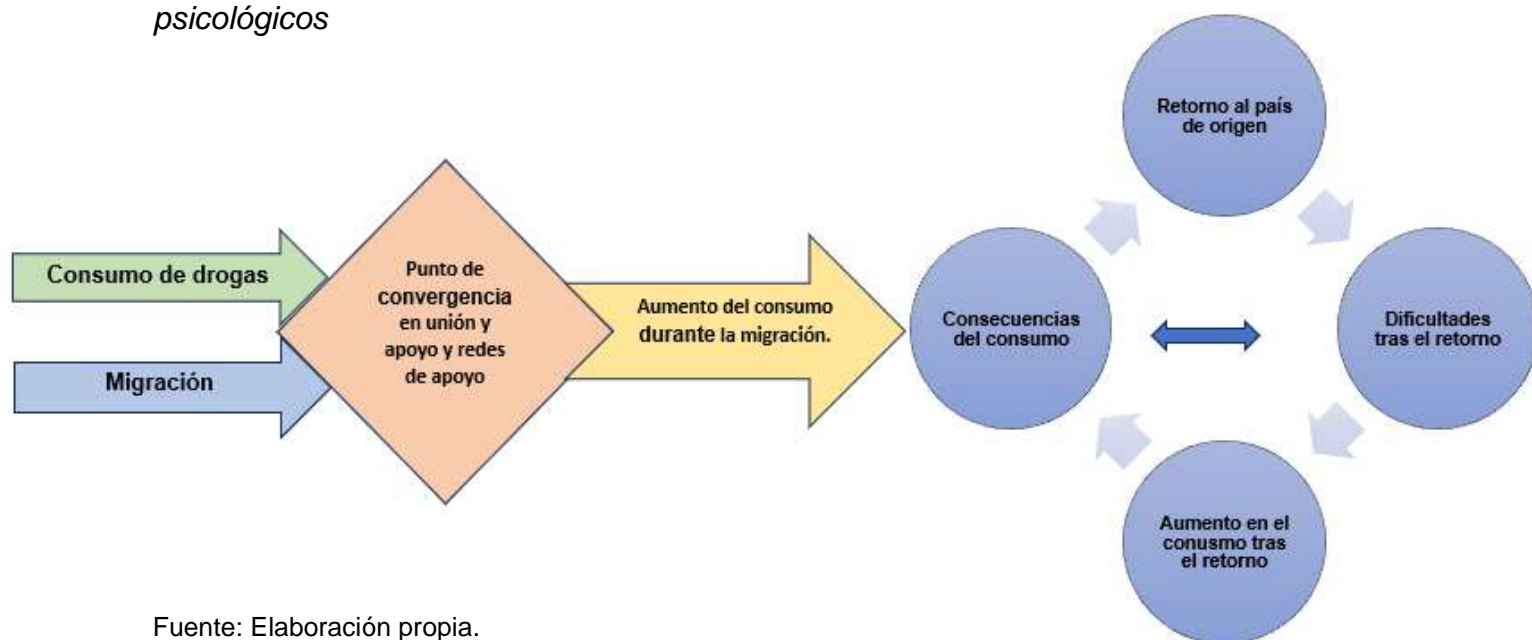 psicológicos
Consumo de drogas
Migración
Punto de
convergencia
en unión y
apoyo y redes
de apoyo
Aumento del consumo
durante la migración.
Retorno al país
de origen
Consecuencias
del consumo
Dificultades
tras el retorno
Aumento en el
conusmo tras
el retorno
Fuente: Elaboración propia.